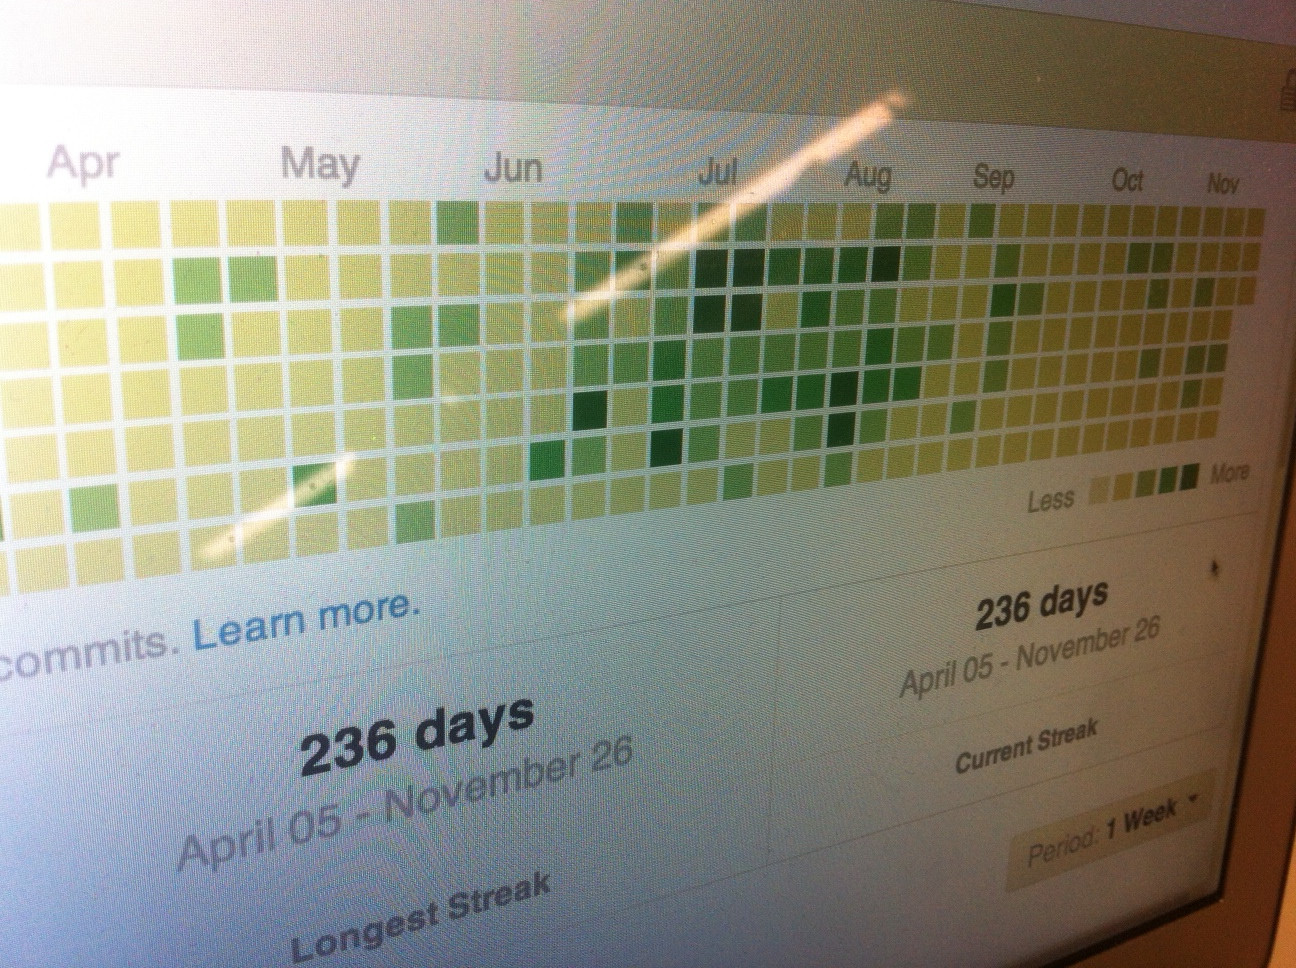 Apr May Jun Jul Aug Sep Oct Nov
Less More
commits. Learn more.
236 days
April 05 - November 26
Longest Streak
236 days
April 05 - November 26
Current Streak
Period: 1 Week